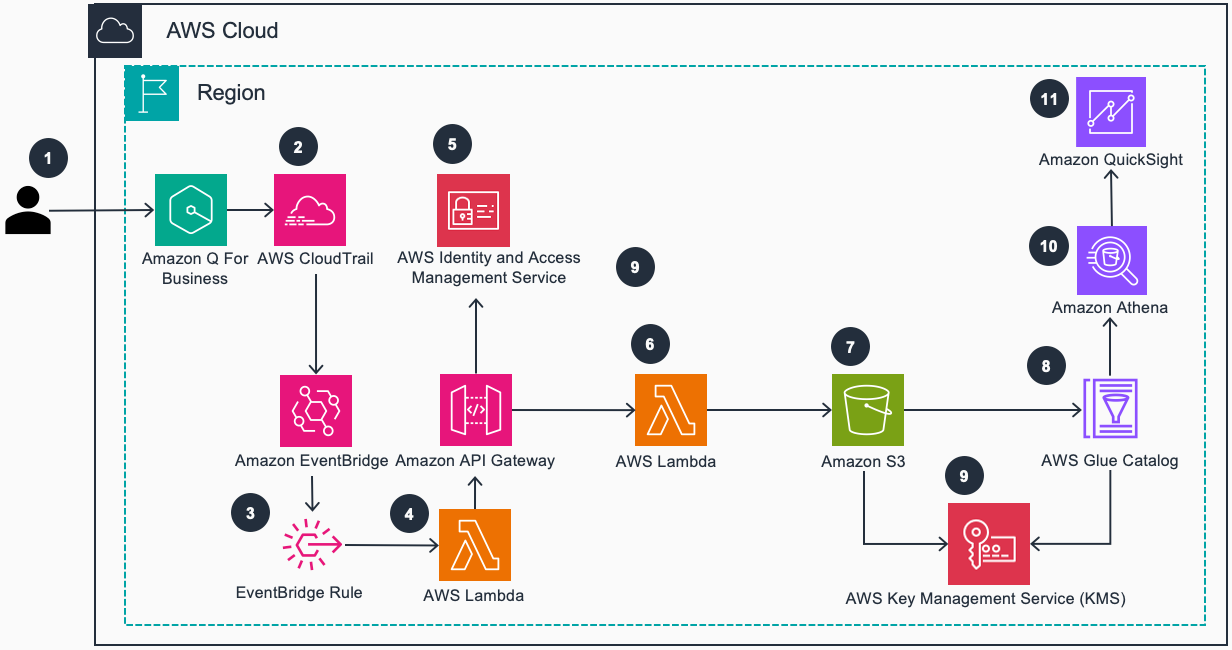 AWS Cloud
Region
1
2
5
11
Amazon QuickSight
Amazon Q For
Business
AWS CloudTrail
AWS Identity and Access
Management Service
9
10
Amazon Athena
6
7
8
Amazon EventBridge
Amazon API Gateway
AWS Lambda
Amazon S3
AWS Glue Catalog
3
4
9
EventBridge Rule
AWS Lambda
AWS Key Management Service (KMS)